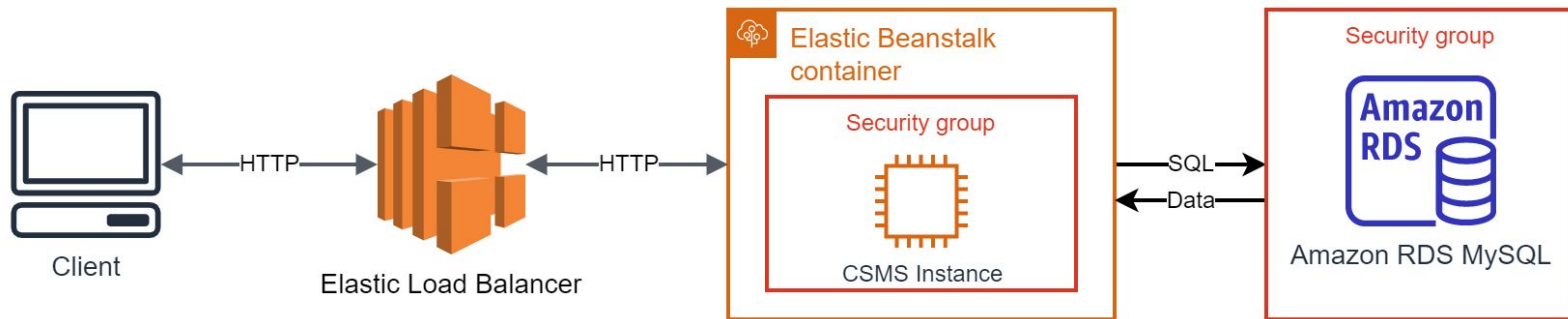 Client
HTTP
Elastic Load Balancer
HTTP
Elastic Beanstalk
container
Security group
CSMS Instance
SQL
Data
Security group
Amazon
RDS
Amazon RDS MySQL